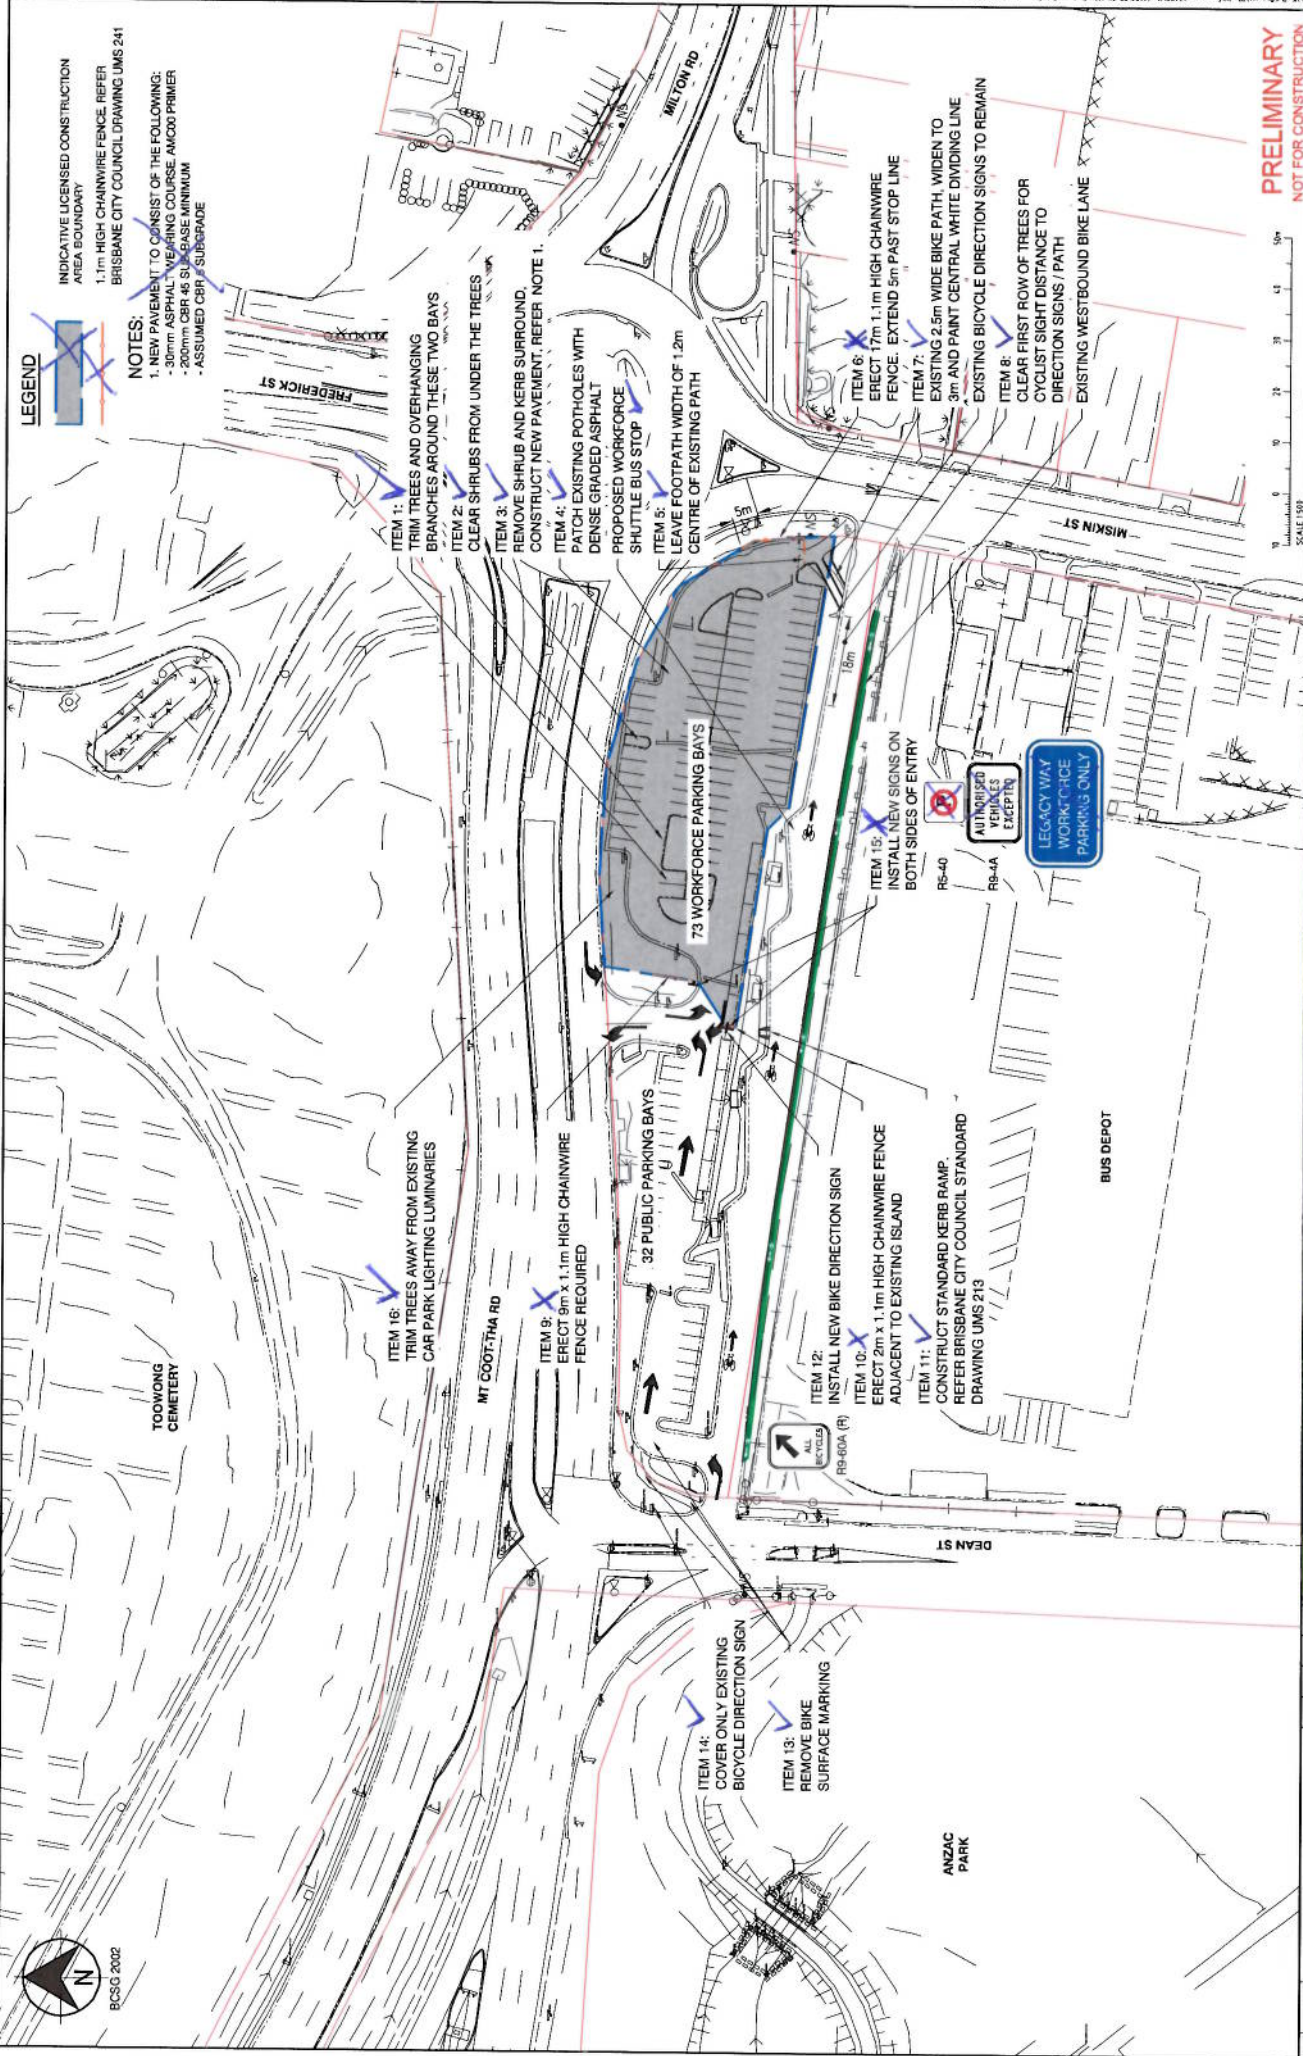 LEGEND
INDICATIVE LICENSED CONSTRUCTION
AREA BOUNDARY
1.1m HIGH CHAINWIRE FENCE, REFER
BRISBANE CITY COUNCIL DRAWING UMS 241
NOTES:
1. NEW PAVEMENT TO CONSIST OF THE FOLLOWING:
- 30mm ASPHALT WEARING COURSE, AMC00 PRIMER
- 200mm CBR 45 SUBBASE MINIMUM
- ASSUMED CBR SUBGRADE
ITEM 1:
TRIM TREES AND OVERHANGING
BRANCHES AROUND THESE TWO BAYS
ITEM 2:
CLEAR SHRUBS FROM UNDER THE TREES
ITEM 3:
REMOVE SHRUB AND KERB SURROUND,
CONSTRUCT NEW PAVEMENT. REFER NOTE 1.
ITEM 4:
PATCH EXISTING POTHOLES WITH
DENSE GRADED ASPHALT
PROPOSED WORKFORCE
SHUTTLE BUS STOP
ITEM 5:
LEAVE FOOTPATH WIDTH OF 1.2m
CENTRE OF EXISTING PATH
ITEM 6:
ERECT 17m 1.1m HIGH CHAINWIRE
FENCE. EXTEND 5m PAST STOP LINE
ITEM 7:
EXISTING 2.5m WIDE BIKE PATH, WIDEN TO
3m AND PAINT CENTRAL WHITE DIVIDING LINE
EXISTING BICYCLE DIRECTION SIGNS TO REMAIN
ITEM 8:
CLEAR FIRST ROW OF TREES FOR
CYCLIST SIGHT DISTANCE TO
DIRECTION SIGNS / PATH
EXISTING WESTBOUND BIKE LANE
ITEM 16:
TRIM TREES AWAY FROM EXISTING
CAR PARK LIGHTING LUMINARIES
ITEM 9:
ERECT 9m x 1.1m HIGH CHAINWIRE
FENCE REQUIRED
ITEM 12:
INSTALL NEW BIKE DIRECTION SIGN
ITEM 10:
ERECT 2m x 1.1m HIGH CHAINWIRE FENCE
ADJACENT TO EXISTING ISLAND
ITEM 11:
CONSTRUCT STANDARD KERB RAMP.
REFER BRISBANE CITY COUNCIL STANDARD
DRAWING UMS 213
ITEM 15:
INSTALL NEW SIGNS ON
BOTH SIDES OF ENTRY
R5-40
P
R9-4A
AUTHORISED
VEHICLES
EXCEPTED
LEGACY WAY
WORKFORCE
PARKING ONLY
ALL
BICYCLES
R9-60A (R)
ITEM 14:
COVER ONLY EXISTING
BICYCLE DIRECTION SIGN
ITEM 13:
REMOVE BIKE
SURFACE MARKING
73 WORKFORCE PARKING BAYS
32 PUBLIC PARKING BAYS
5m
18m
FREDERICK ST
MILTON RD
MISKIN ST
MT COOT-THA RD
DEAN ST
TOOWONG
CEMETERY
BUS DEPOT
ANZAC
PARK
N
BCSG 2002
10 0 10 20 30 41 50m
SCALE 1:500
PRELIMINARY
NOT FOR CONSTRUCTION